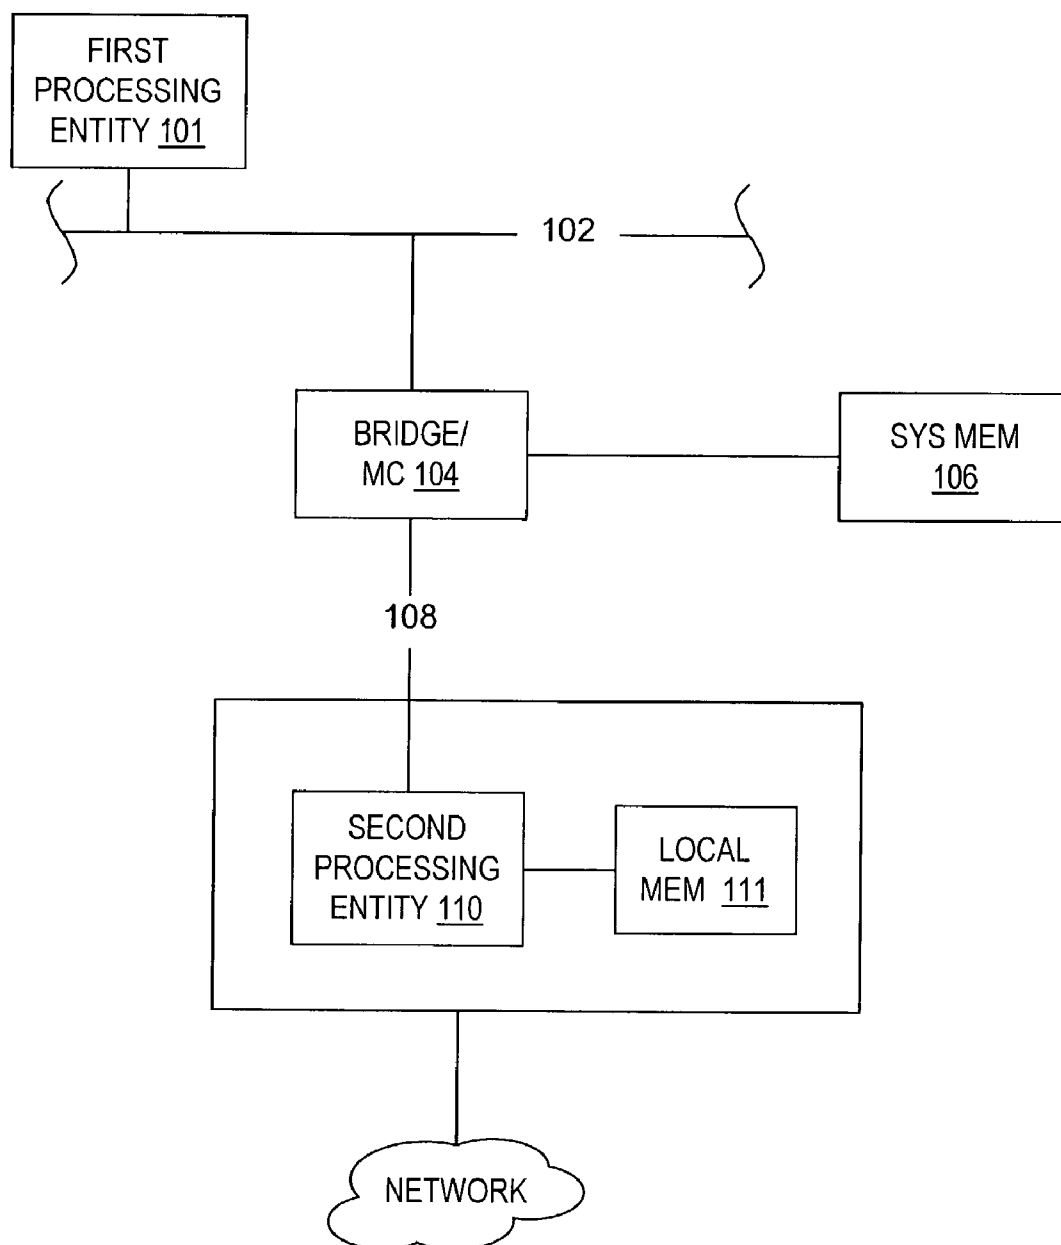 FIRST
PROCESSING
ENTITY 101
102
BRIDGE/
MC 104
SYS MEM
106
108
SECOND
PROCESSING
ENTITY 110
LOCAL
MEM 111
NETWORK